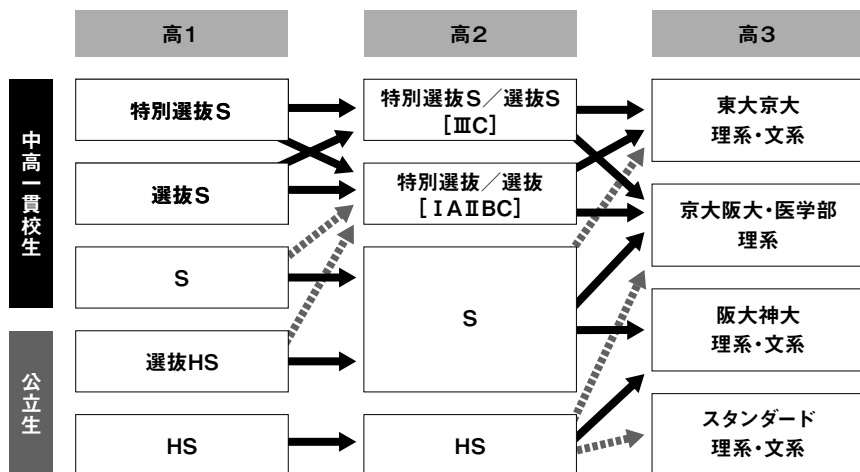 高1
高2
高3
中高一貫校生
公立生
特別選抜S
選抜S
S
選抜HS
HS
特別選抜S／選抜S
[ⅢC]
特別選抜／選抜
[ⅠAⅡBC]
S
HS
東大京大
理系・文系
京大阪大・医学部
理系
阪大神大
理系・文系
スタンダード
理系・文系